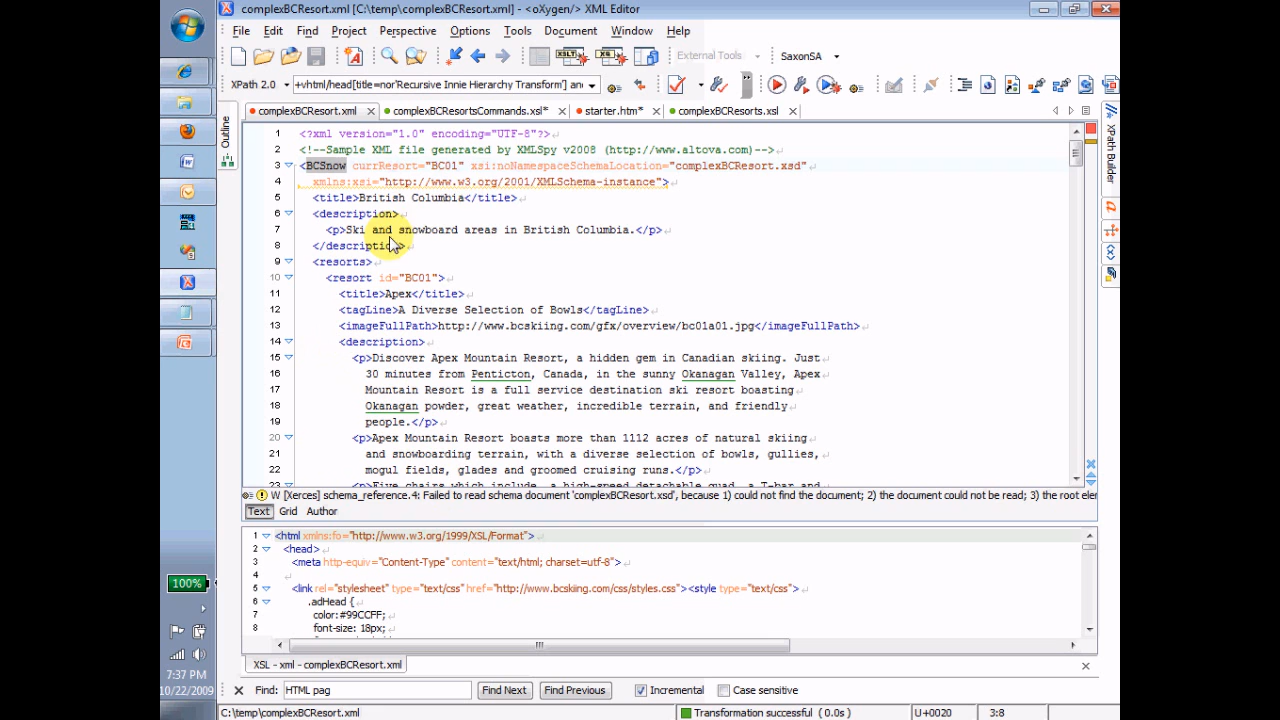 complexBCResort.xml [C:\temp\complexBCResort.xml] - <oXygen/> XML Editor
File Edit Find Project Perspective Options Tools Document Window Help
External Tools SaxonSA
XPath 2.0 +vhtml/head[title=nor'Recursive Innie Hierarchy Transform'] an
complexBCResort.xml complexBCResortsCommands.xsl* starter.htm* complexBCResorts.xsl
Outline
XPath Builder
1 <?xml version="1.0" encoding="UTF-8"?>
2 <!--Sample XML file generated by XMLSpy v2008 (http://www.altova.com)-->
3 <BCSnow currResort="BC01" xsi:noNamespaceSchemaLocation="complexBCResort.xsd"
4 xmlns:xsi="http://www.w3.org/2001/XMLSchema-instance">
5 <title>British Columbia</title>
6 <description>
7 <p>Ski and snowboard areas in British Columbia.</p>
8 </description>
9 <resorts>
10 <resort id="BC01">
11 <title>Apex</title>
12 <tagLine>A Diverse Selection of Bowls</tagLine>
13 <imageFullPath>http://www.bcskiing.com/gfx/overview/bc01a01.jpg</imageFullPath>
14 <description>
15 <p>Discover Apex Mountain Resort, a hidden gem in Canadian skiing. Just
16 30 minutes from Penticton, Canada, in the sunny Okanagan Valley, Apex
17 Mountain Resort is a full service destination ski resort boasting
18 Okanagan powder, great weather, incredible terrain, and friendly
19 people.</p>
20 <p>Apex Mountain Resort boasts more than 1112 acres of natural skiing
21 and snowboarding terrain, with a diverse selection of bowls, gullies,
22 mogul fields, glades and groomed cruising runs.</p>
23 <p>Five chairs which include, a high-speed detachable quad, a T-bar and
W [Xerces] schema_reference.4: Failed to read schema document 'complexBCResort.xsd', because 1) could not find the document; 2) the document could not be read; 3) the root eler
Text Grid Author
1 <html xmlns:fo="http://www.w3.org/1999/XSL/Format">
2 <head>
3 <meta http-equiv="Content-Type" content="text/html; charset=utf-8">
4
5 <link rel="stylesheet" type="text/css" href="http://www.bcskiing.com/css/styles.css"><style type="text/css">
6 .adHead {
7 color:#99CCFF;
8 font-size: 18px;
XSL - xml - complexBCResort.xml
Find: HTML pag Find Next Find Previous Incremental Case sensitive
C:\temp\complexBCResort.xml Transformation successful (0.0s) U+0020 3:8
100%
7:37 PM
10/22/2009